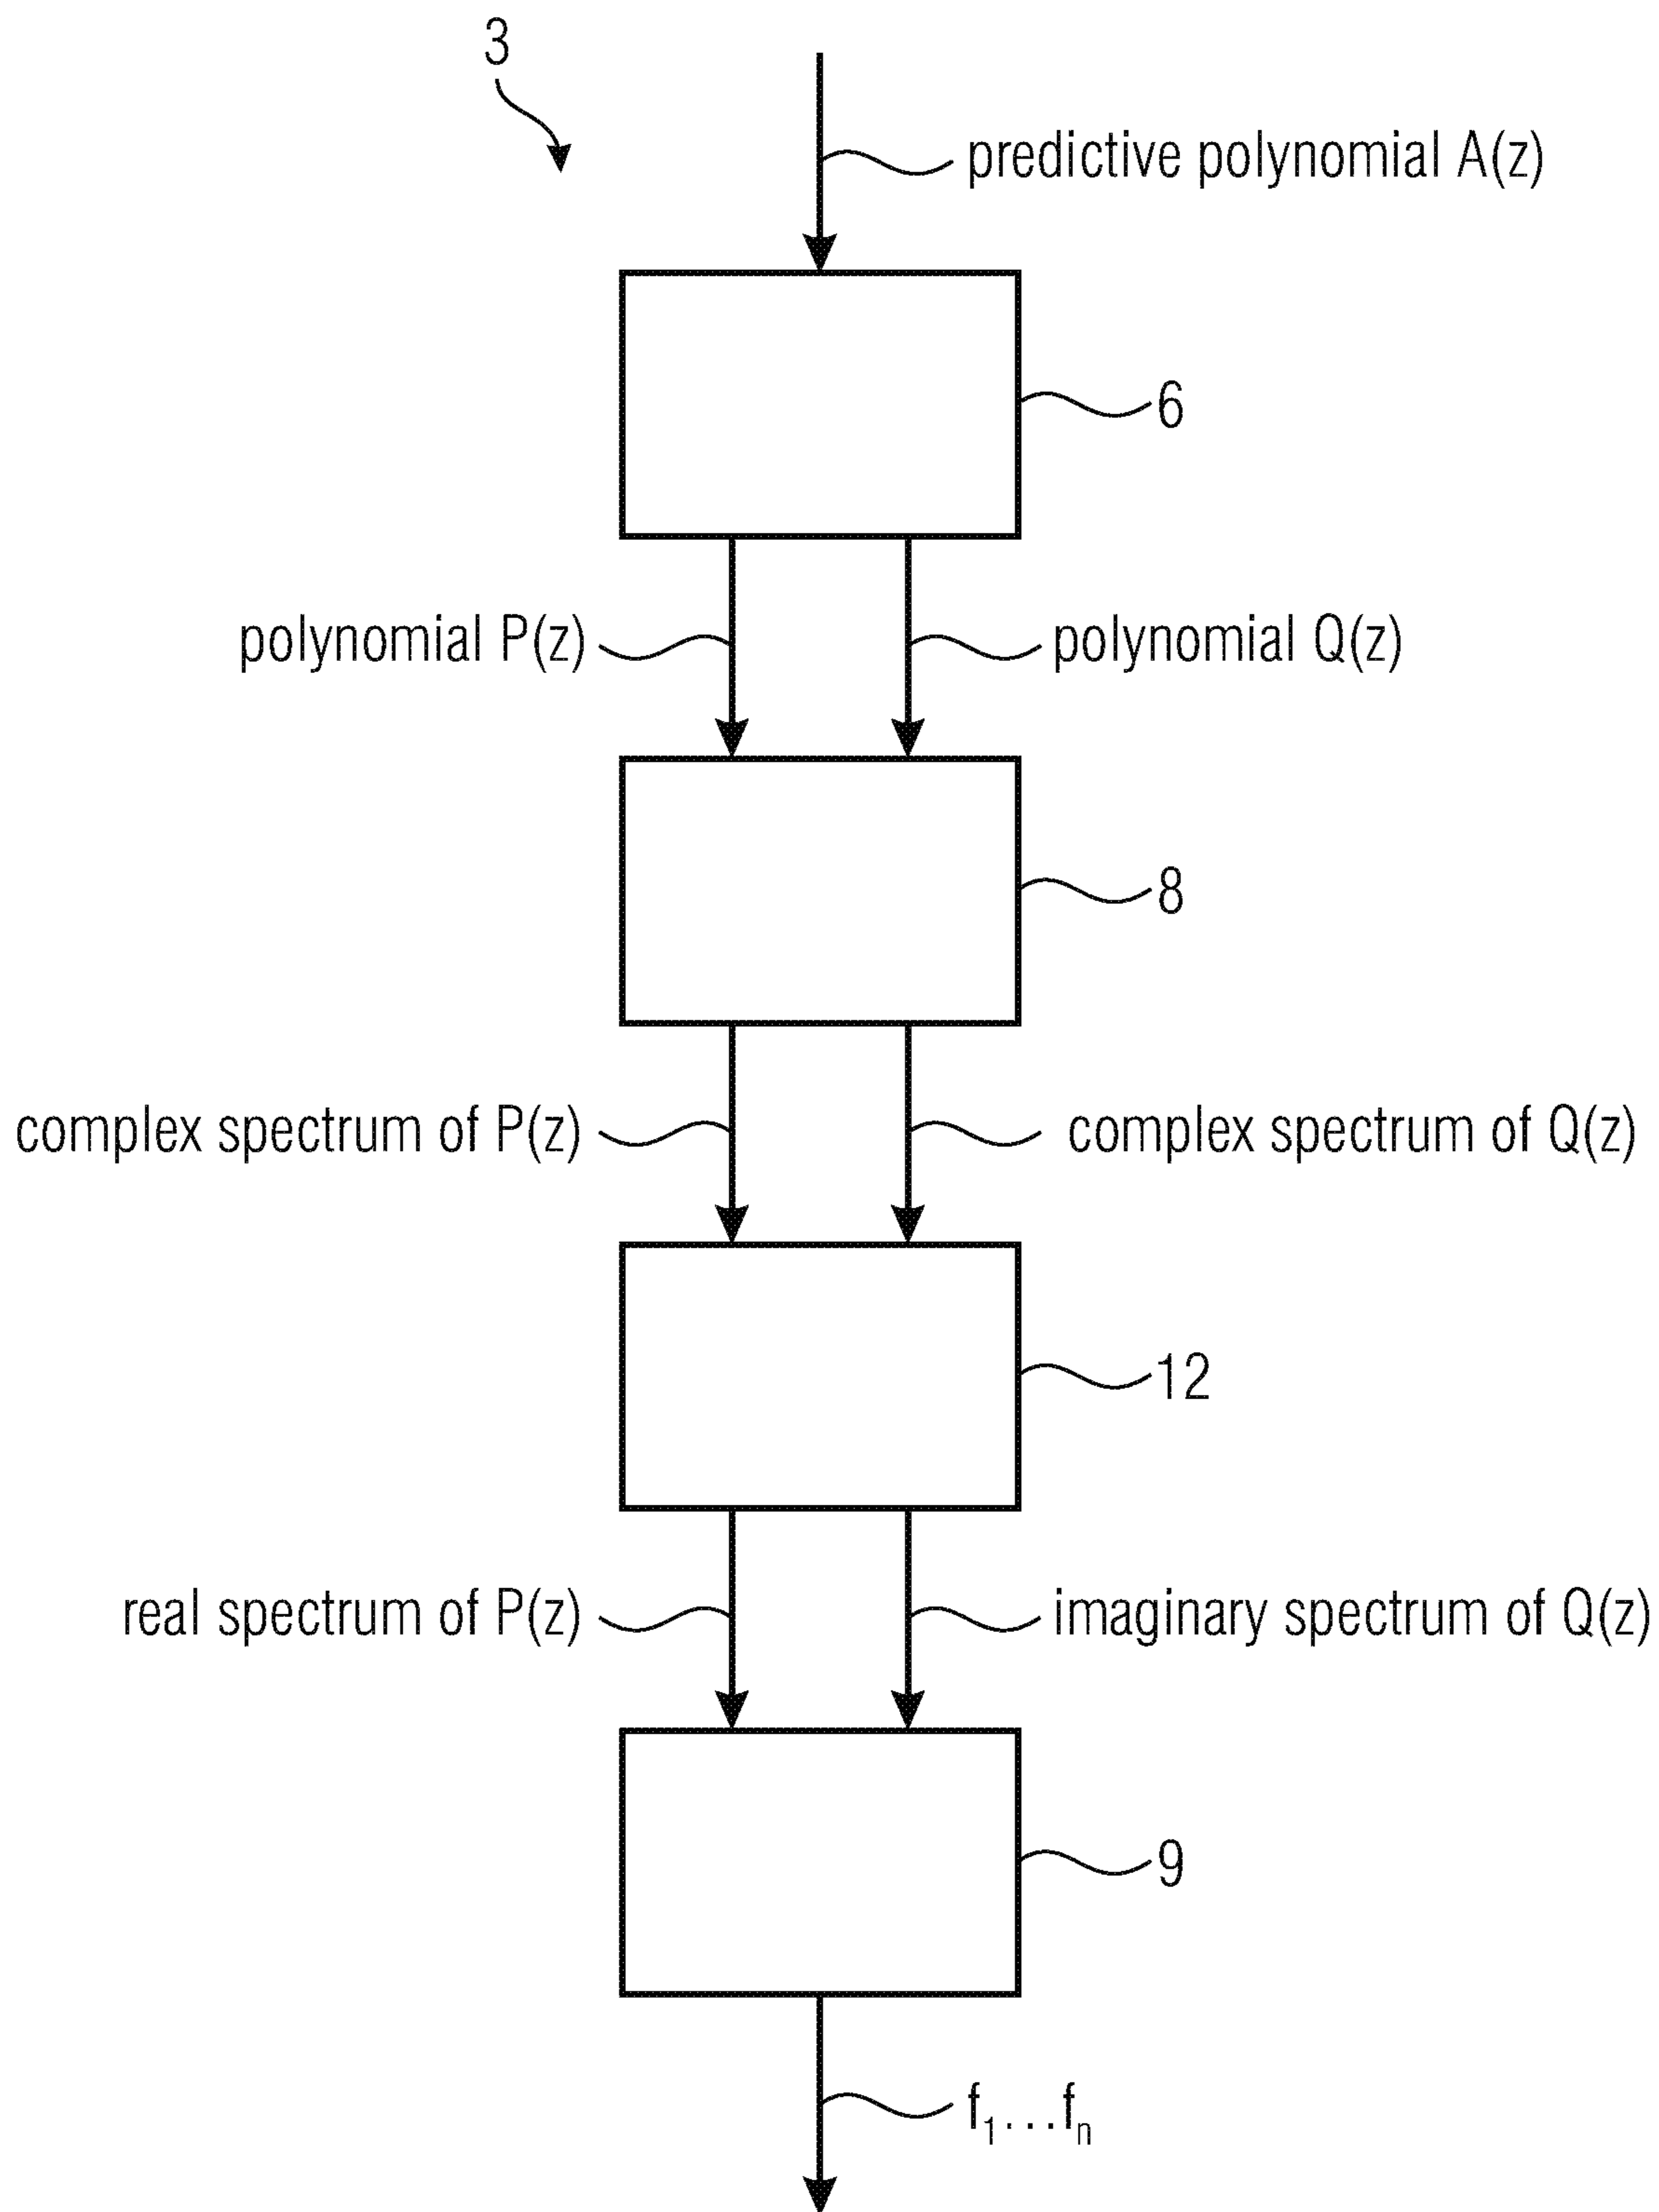 3
predictive polynomial A(z)
6
polynomial P(z)
polynomial Q(z)
8
complex spectrum of P(z)
complex spectrum of Q(z)
12
real spectrum of P(z)
imaginary spectrum of Q(z)
9
f₁...fₙ